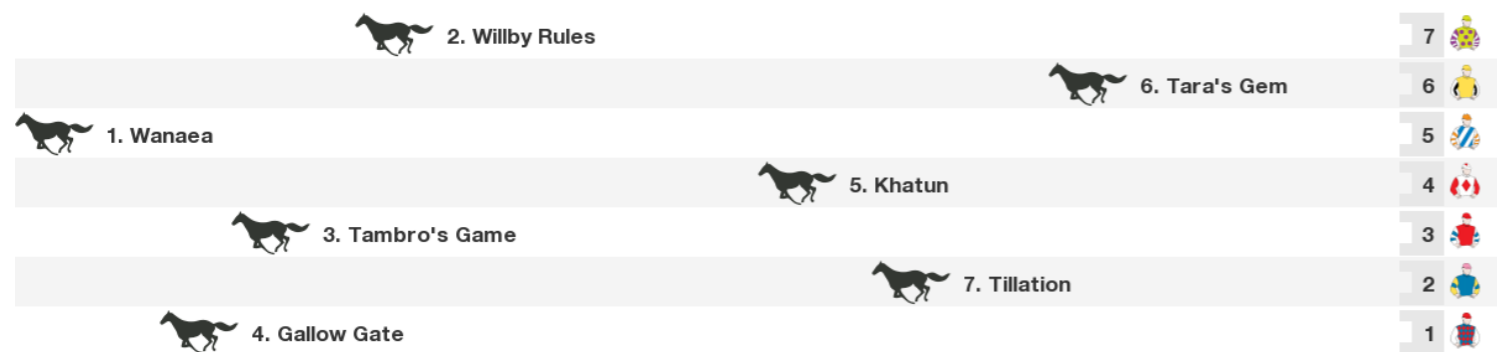 2. Willby Rules 7
6. Tara's Gem 6
1. Wanaea 5
5. Khatun 4
3. Tambro's Game 3
7. Tillation 2
4. Gallow Gate 1